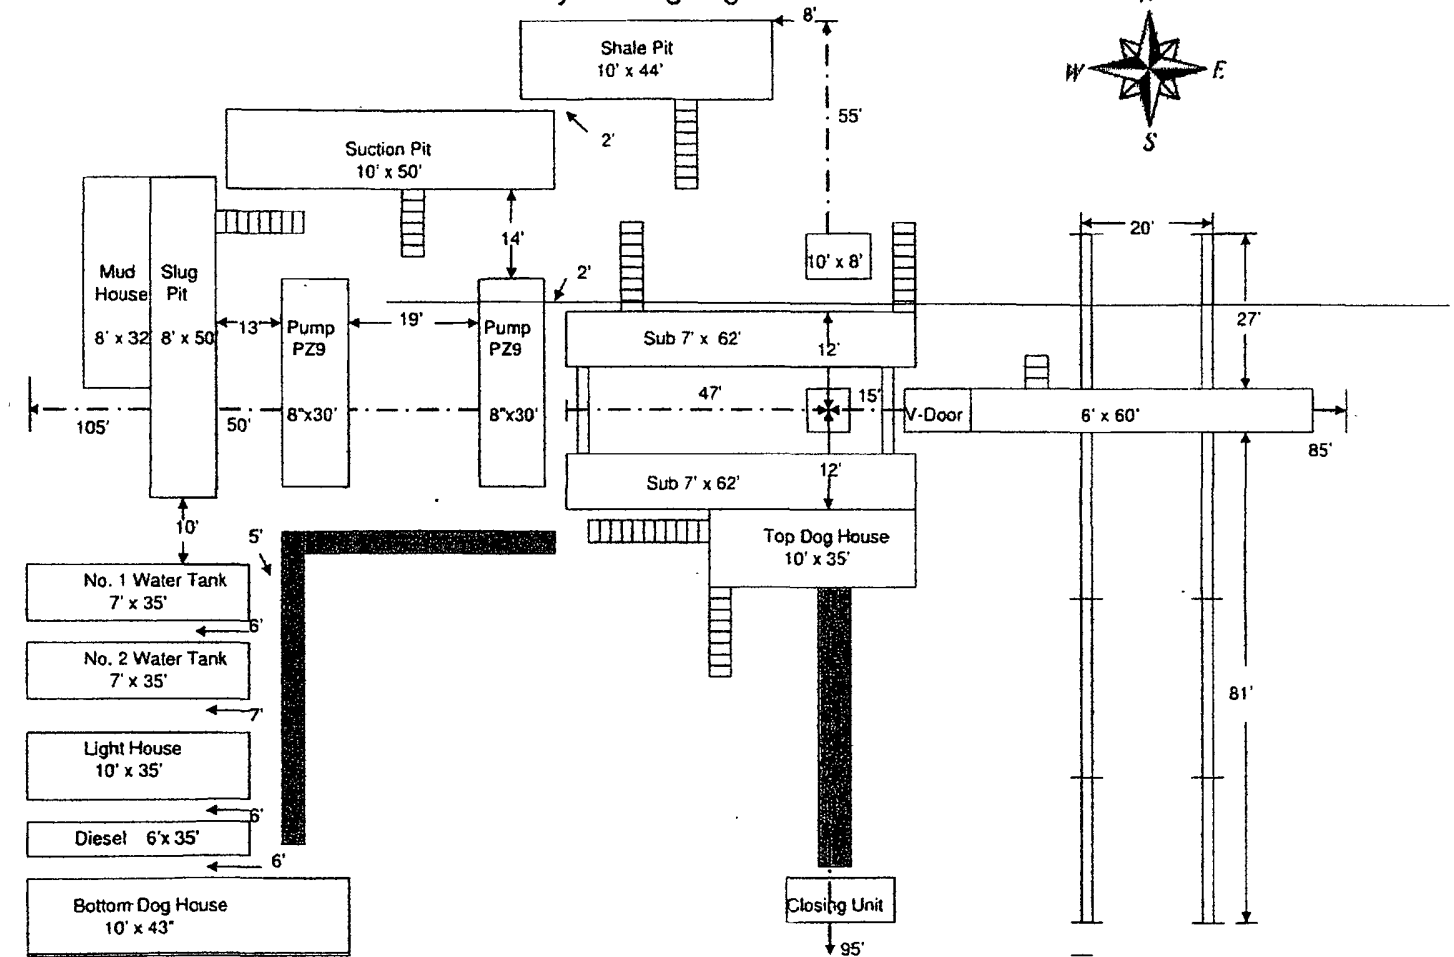 8'
Shale Pit
10' x 44'
W
E
S
55'
2'
Suction Pit
10' x 50'
14'
20'
10' x 8'
2'
Mud
House
8' x 32'
Slug
Pit
8' x 50'
13'
Pump
PZ9
19'
Pump
PZ9
Sub 7' x 62'
12'
27'
47'
15'
105'
50'
8"x30'
8"x30'
V-Door
6' x 60'
85'
12'
Sub 7' x 62'
10'
5'
Top Dog House
10' x 35'
No. 1 Water Tank
7' x 35'
6'
No. 2 Water Tank
7' x 35'
7'
81'
Light House
10' x 35'
6'
Diesel 6'x 35'
6'
Bottom Dog House
10' x 43"
Closing Unit
95'